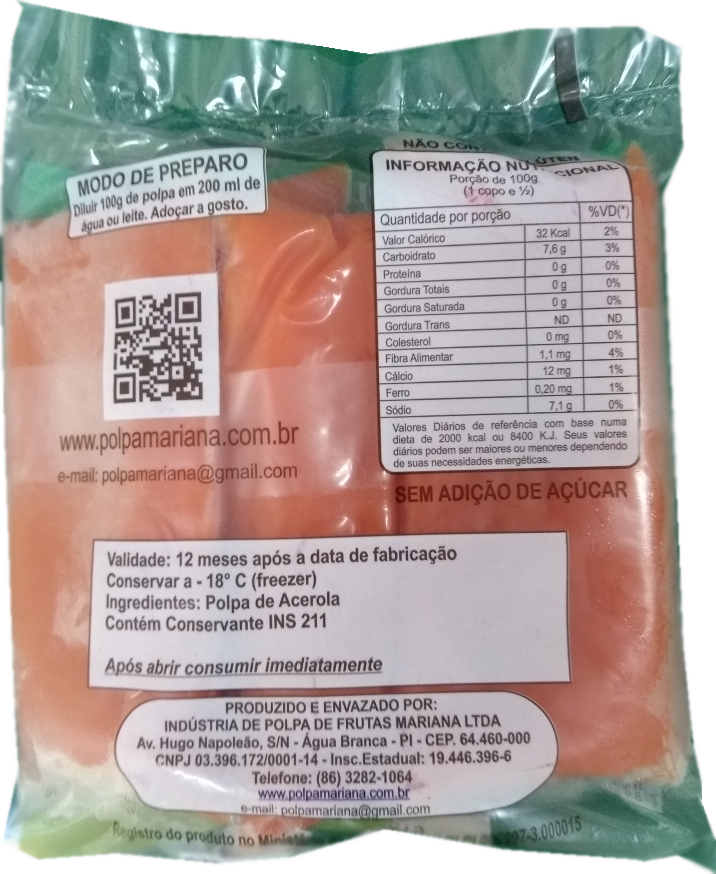 MODO DE PREPARO
Diluir 100g de polpa em 200 ml de
água ou leite. Adoçar a gosto.
www.polpamariana.com.br
e-mail: polpamariana@gmail.com
NÃO
INFORMAÇÃO
Porção de 100g
(1 copo e ½)
Quantidade por porção %VD(*)
Valor Calórico 32 Kcal 2%
Carboidrato 7,6 g 3%
Proteína 0 g 0%
Gordura Totais 0 g 0%
Gordura Saturada 0 g 0%
Gordura Trans ND ND
Colesterol 0 mg 0%
Fibra Alimentar 1,1 mg 4%
Cálcio 12 mg 1%
Ferro 0,20 mg 1%
Sódio 7,1 g 0%
Valores Diários de referência com base numa
dieta de 2000 kcal ou 8400 K.J. Seus valores
diários podem ser maiores ou menores dependendo
de suas necessidades energéticas.
SEM ADIÇÃO DE AÇÚCAR
Validade: 12 meses após a data de fabricação
Conservar a - 18° C (freezer)
Ingredientes: Polpa de Acerola
Contém Conservante INS 211
Após abrir consumir imediatamente
PRODUZIDO E ENVAZADO POR:
INDÚSTRIA DE POLPA DE FRUTAS MARIANA LTDA
Av. Hugo Napoleão, S/N - Água Branca - PI - CEP. 64.460-000
CNPJ 03.396.172/0001-14 - Insc.Estadual: 19.446.396-6
Telefone: (86) 3282-1064
www.polpamariana.com.br
e-mail: polpamariana@gmail.com
Registro do produto no